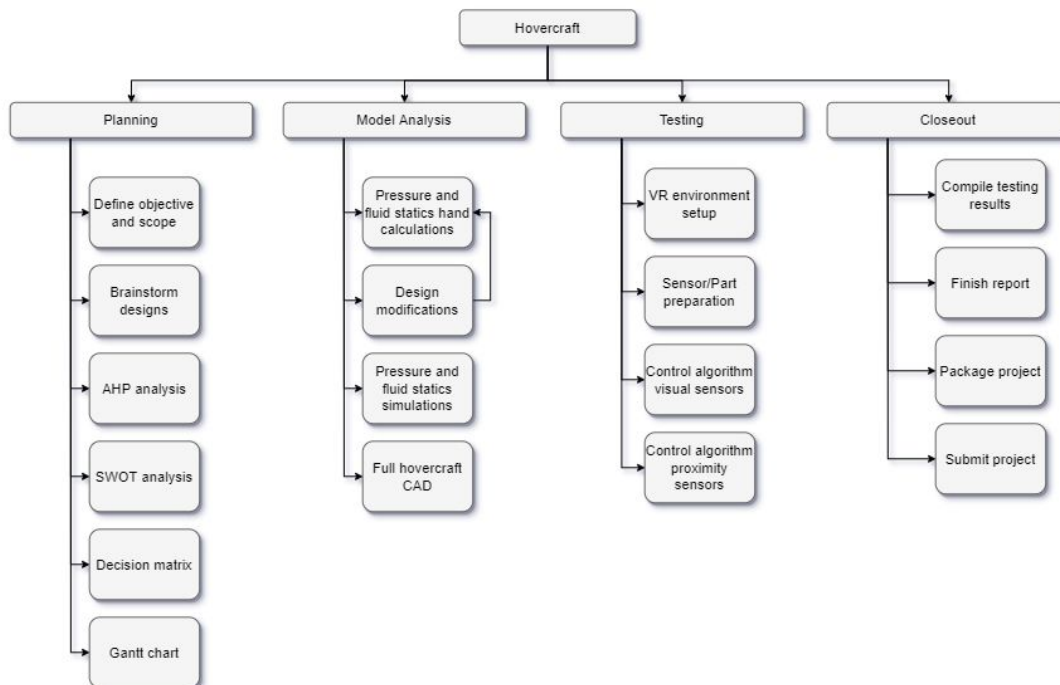 Hovercraft
Planning
Model Analysis
Testing
Closeout
Define objective
and scope
Brainstorm
designs
AHP analysis
SWOT analysis
Decision matrix
Gantt chart
Pressure and
fluid statics hand
calculations
Design
modifications
Pressure and
fluid statics
simulations
Full hovercraft
CAD
VR environment
setup
Sensor/Part
preparation
Control algorithm
visual sensors
Control algorithm
proximity
sensors
Compile testing
results
Finish report
Package project
Submit project